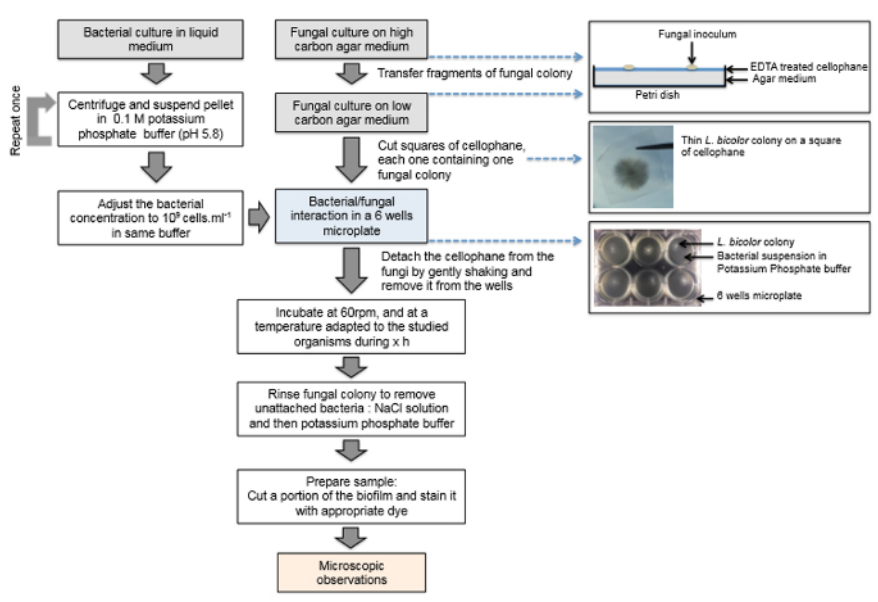 Bacterial culture in liquid
medium
Repeat once
Centrifuge and suspend pellet
in 0.1 M potassium
phosphate buffer (pH 5.8)
Adjust the bacterial
concentration to 10⁹ cells.ml⁻¹
in same buffer
Fungal culture on high
carbon agar medium
Transfer fragments of fungal colony
Fungal culture on low
carbon agar medium
Cut squares of cellophane,
each one containing one
fungal colony
Bacterial/fungal
interaction in a 6 wells
microplate
Detach the cellophane from the
fungi by gently shaking and
remove it from the wells
Incubate at 60rpm, and at a
temperature adapted to the
studied organisms during x h
Rinse fungal colony to remove
unattached bacteria : NaCl solution
and then potassium phosphate buffer
Prepare sample:
Cut a portion of the biofilm and stain it
with appropriate dye
Microscopic
observations
Fungal inoculum
EDTA treated cellophane
Agar medium
Petri dish
Thin L. bicolor colony on a square
of cellophane
L. bicolor colony
Bacterial suspension in
Potassium Phosphate buffer
6 wells microplate